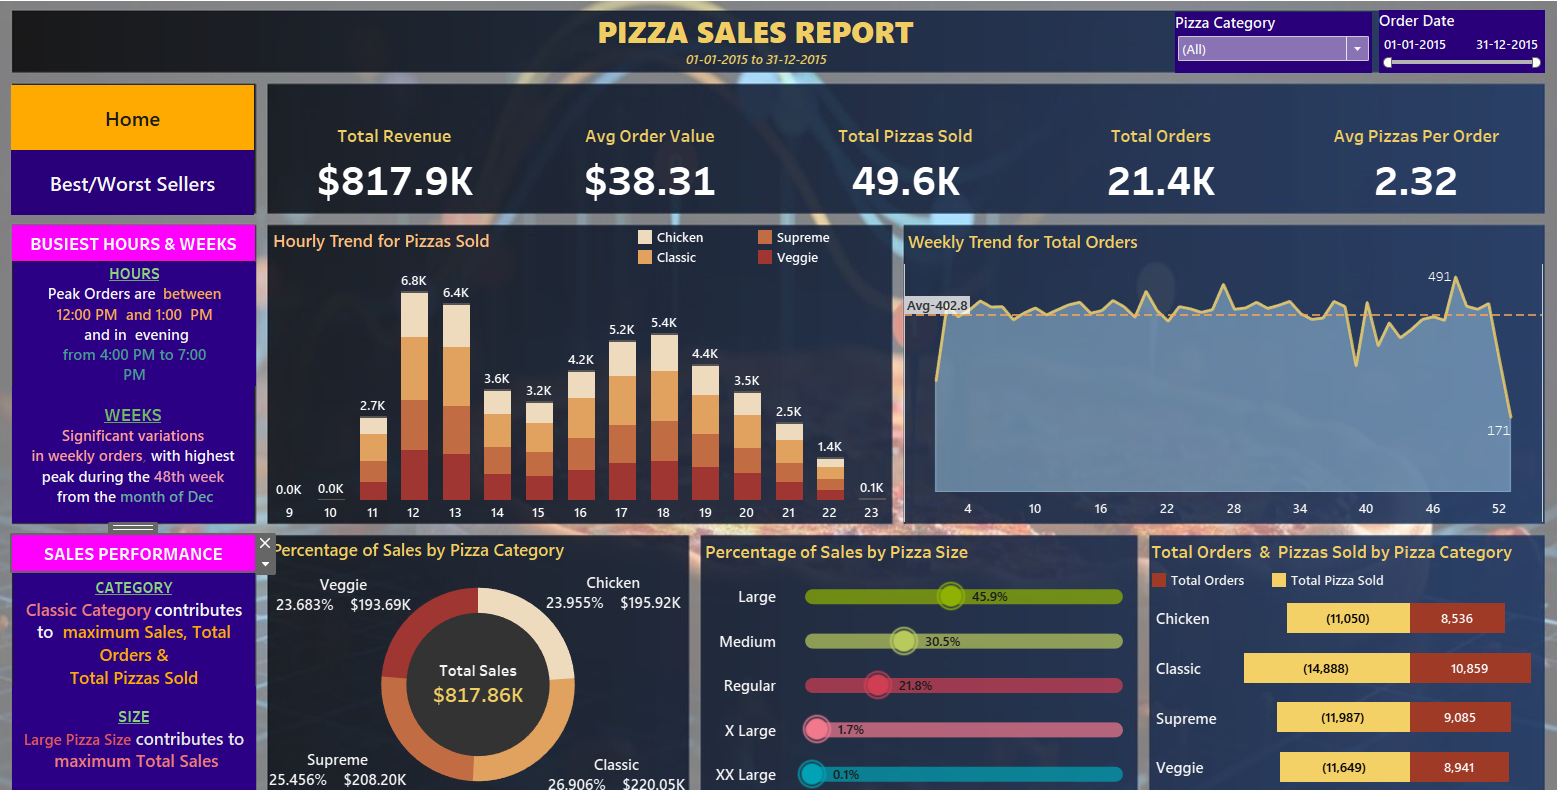 PIZZA SALES REPORT
01-01-2015 to 31-12-2015
Pizza Category
(All)
Order Date
01-01-2015 31-12-2015
Home
Best/Worst Sellers
Total Revenue
$817.9K
Avg Order Value
$38.31
Total Pizzas Sold
49.6K
Total Orders
21.4K
Avg Pizzas Per Order
2.32
BUSIEST HOURS & WEEKS
HOURS
Peak Orders are between
12:00 PM and 1:00 PM
and in evening
from 4:00 PM to 7:00
PM
WEEKS
Significant variations
in weekly orders, with highest
peak during the 48th week
from the month of Dec
Hourly Trend for Pizzas Sold
Chicken Supreme
Classic Veggie
0.0K 0.0K 2.7K 6.8K 6.4K 3.6K 3.2K 4.2K 5.2K 5.4K 4.4K 3.5K 2.5K 1.4K 0.1K
9 10 11 12 13 14 15 16 17 18 19 20 21 22 23
Weekly Trend for Total Orders
491
Avg-402.8
171
4 10 16 22 28 34 40 46 52
SALES PERFORMANCE
CATEGORY
Classic Category contributes
to maximum Sales, Total
Orders &
Total Pizzas Sold
SIZE
Large Pizza Size contributes to
maximum Total Sales
Percentage of Sales by Pizza Category
Veggie
23.683% $193.69K
Chicken
23.955% $195.92K
Total Sales
$817.86K
Supreme
25.456% $208.20K
Classic
26.906% $220.05K
Percentage of Sales by Pizza Size
Large 45.9%
Medium 30.5%
Regular 21.8%
X Large 1.7%
XX Large 0.1%
Total Orders & Pizzas Sold by Pizza Category
Total Orders Total Pizza Sold
Chicken (11,050) 8,536
Classic (14,888) 10,859
Supreme (11,987) 9,085
Veggie (11,649) 8,941